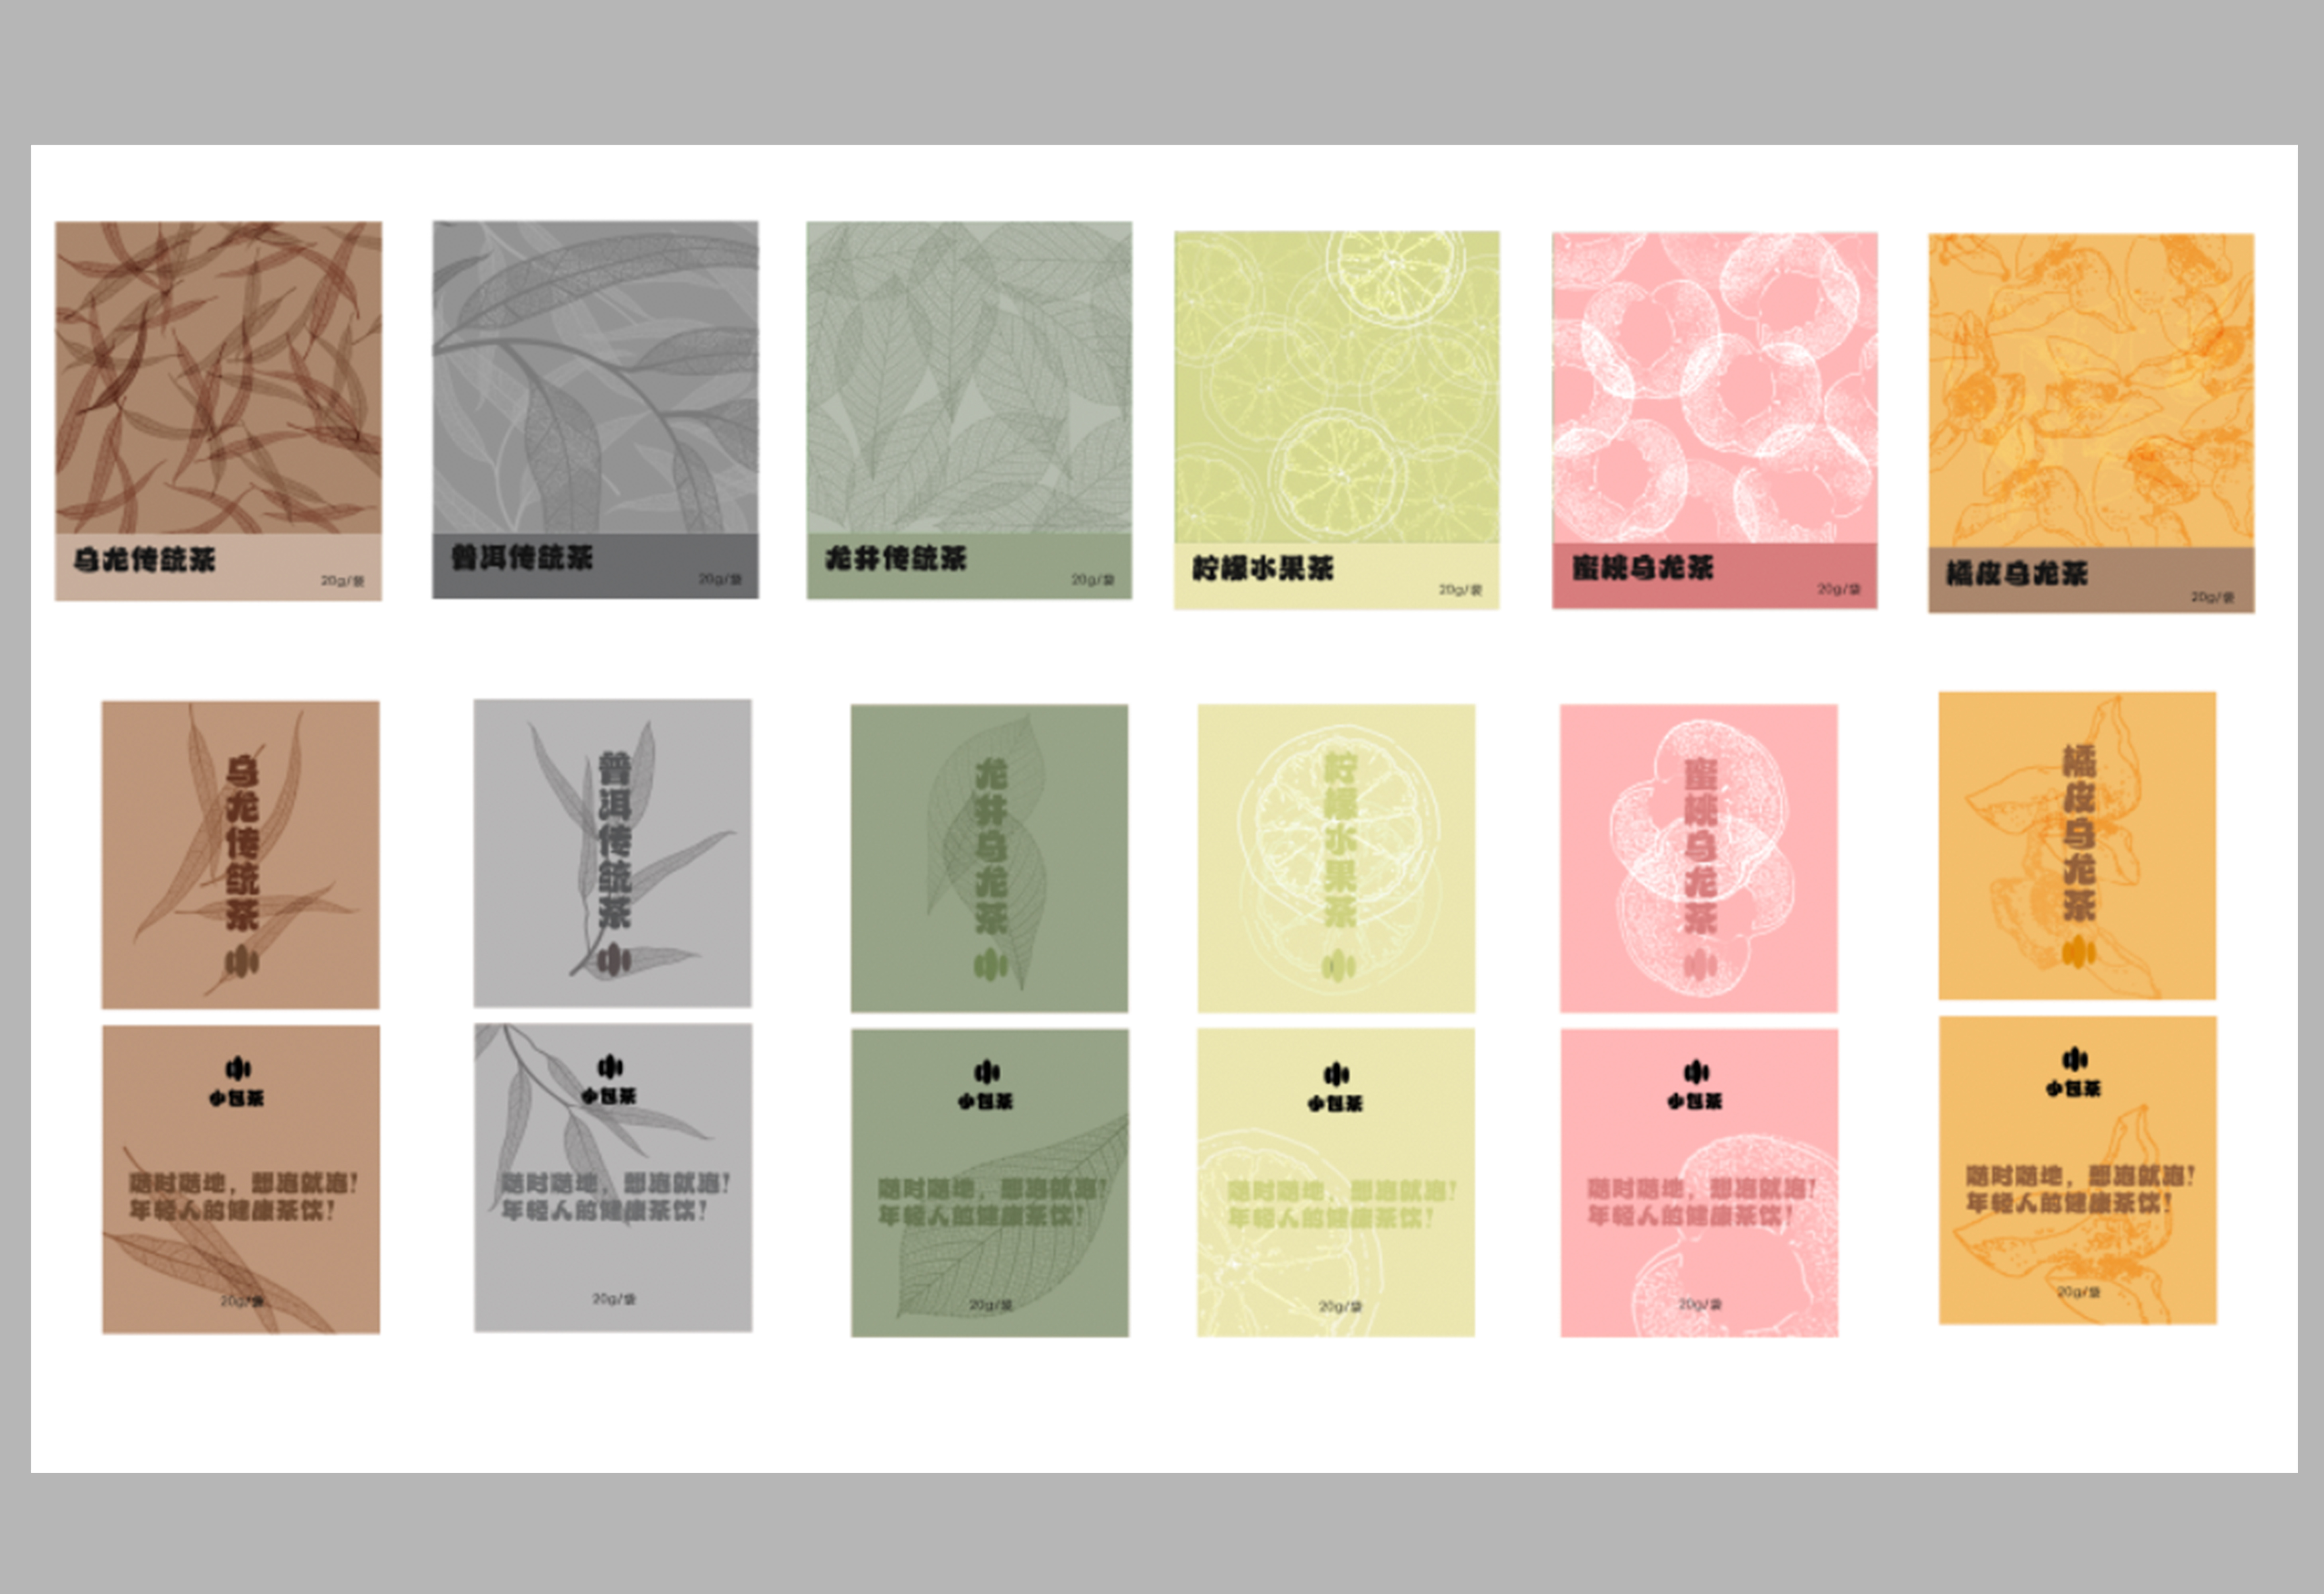 乌龙传统茶
20g/袋
普洱传统茶
20g/袋
龙井传统茶
20g/袋
柠檬水果茶
20g/袋
蜜桃乌龙茶
20g/袋
橘皮乌龙茶
20g/袋
乌龙传统茶
普洱传统茶
龙井乌龙茶
柠檬水果茶
蜜桃乌龙茶
橘皮乌龙茶
小包茶
随时随地，想泡就泡！
年轻人的健康茶饮！
20g/袋
小包茶
随时随地，想泡就泡！
年轻人的健康茶饮！
20g/袋
小包茶
随时随地，想泡就泡！
年轻人的健康茶饮！
20g/袋
小包茶
随时随地，想泡就泡！
年轻人的健康茶饮！
20g/袋
小包茶
随时随地，想泡就泡！
年轻人的健康茶饮！
20g/袋
小包茶
随时随地，想泡就泡！
年轻人的健康茶饮！
20g/袋